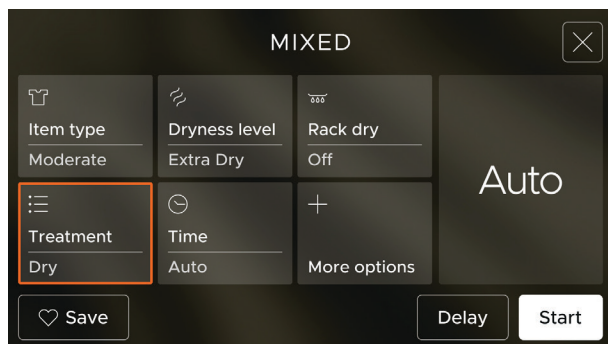 MIXED
Item type
Moderate
Dryness level
Extra Dry
Rack dry
Off
Auto
Treatment
Dry
Time
Auto
More options
Save
Delay
Start